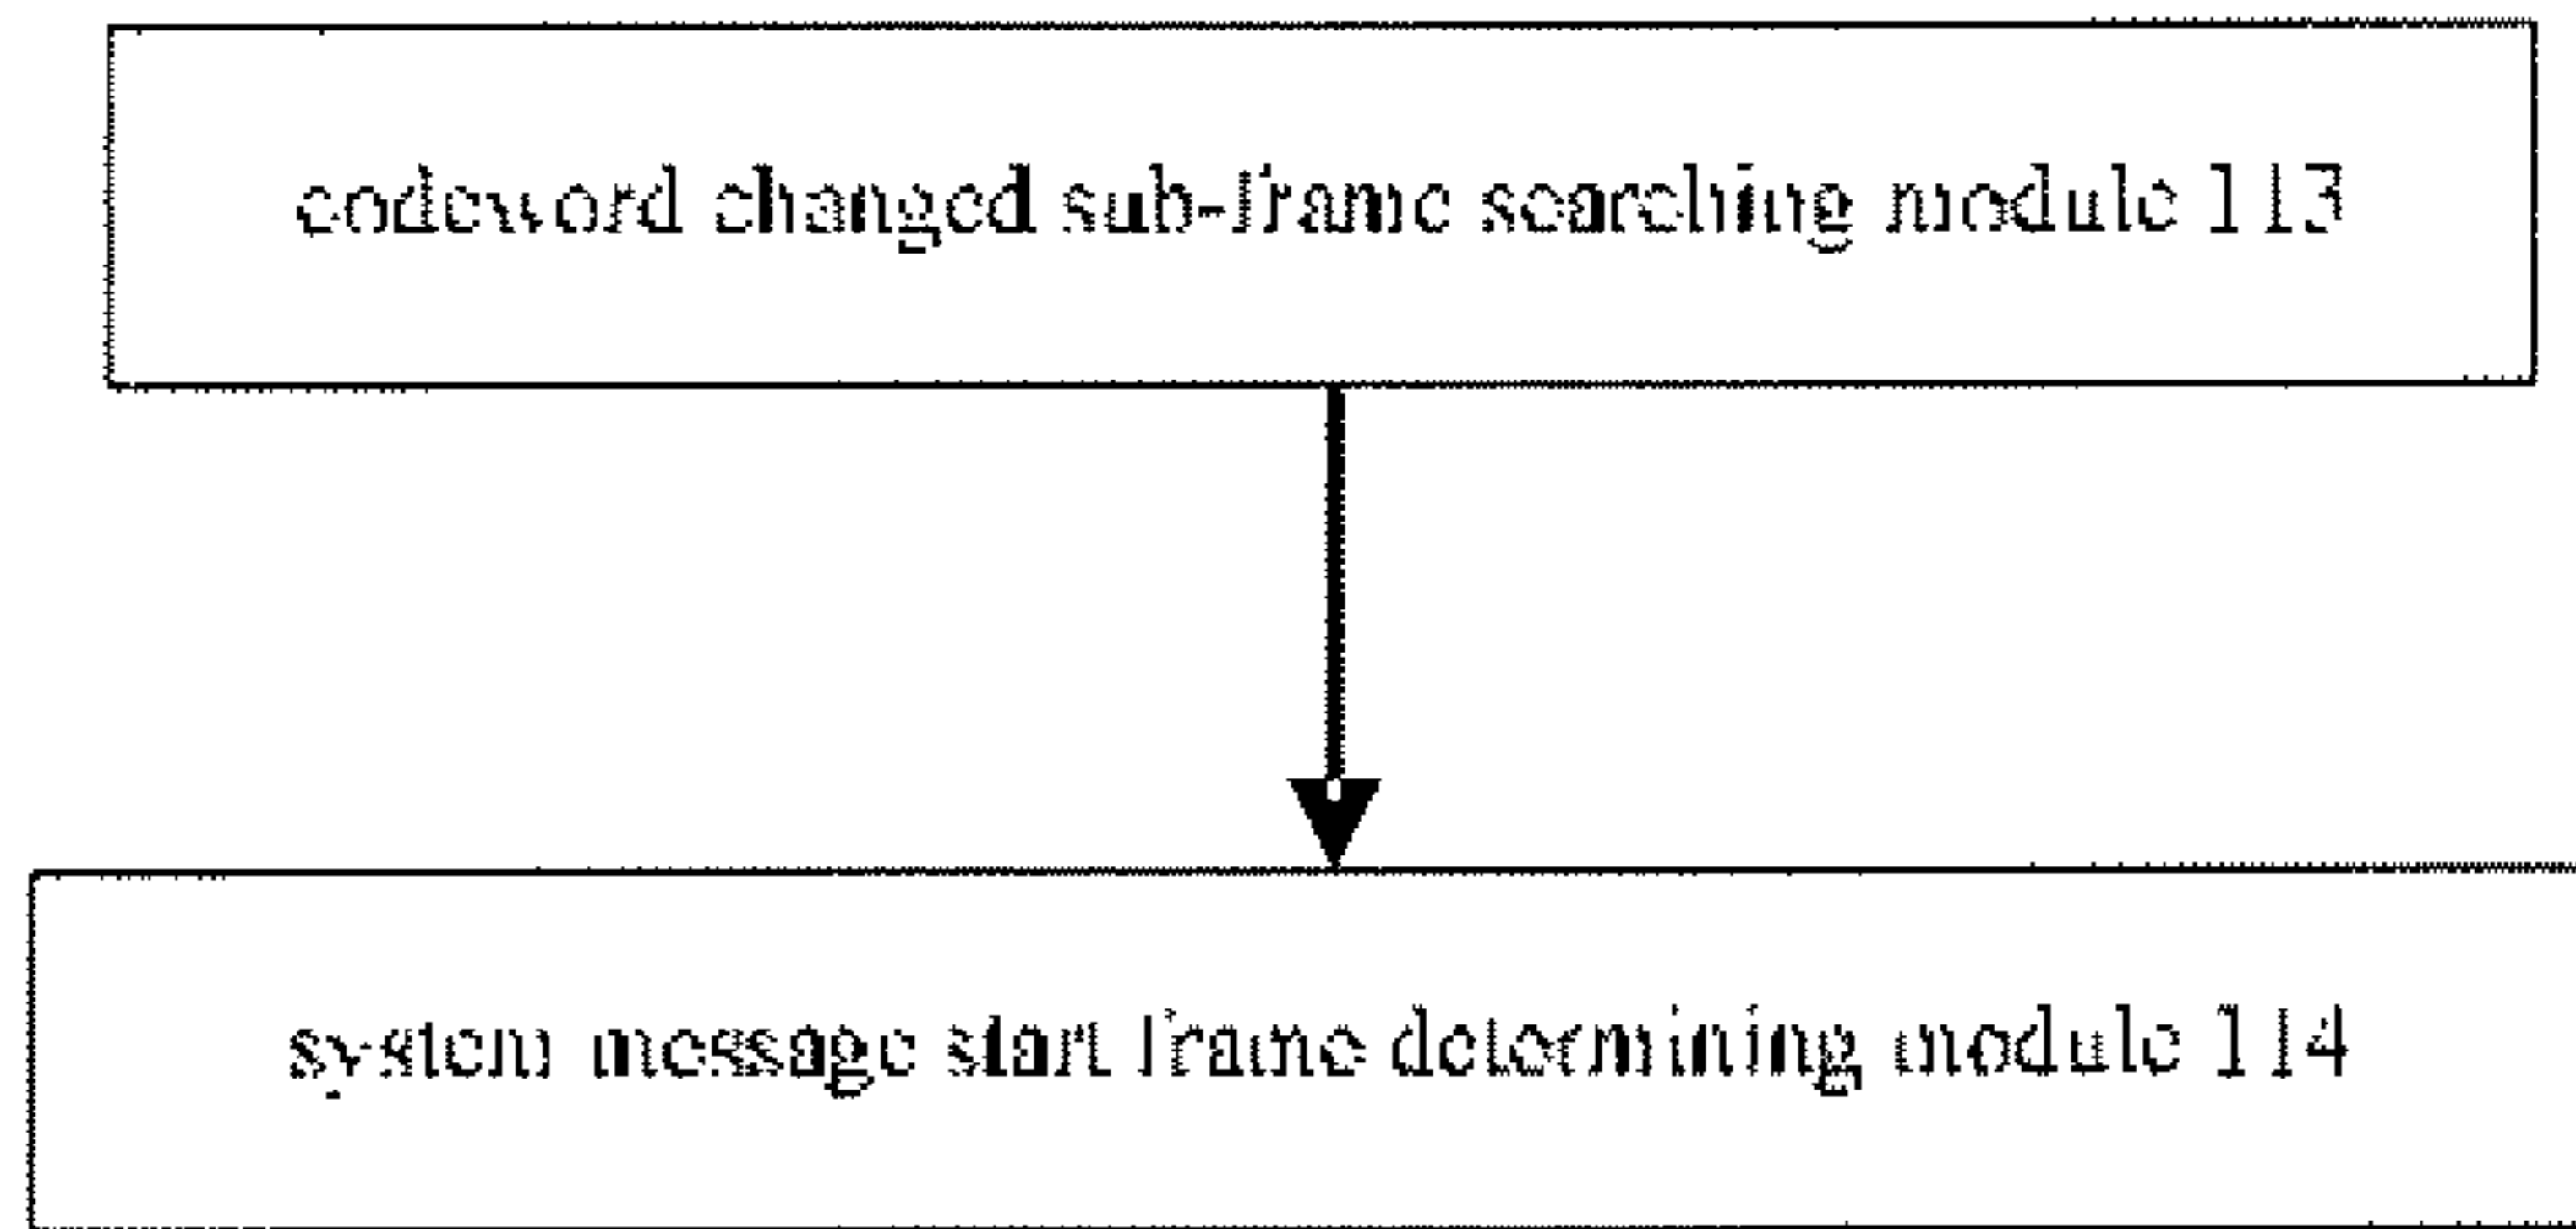 codeword changed sub-frame searching module 113
system message start frame determining module 114